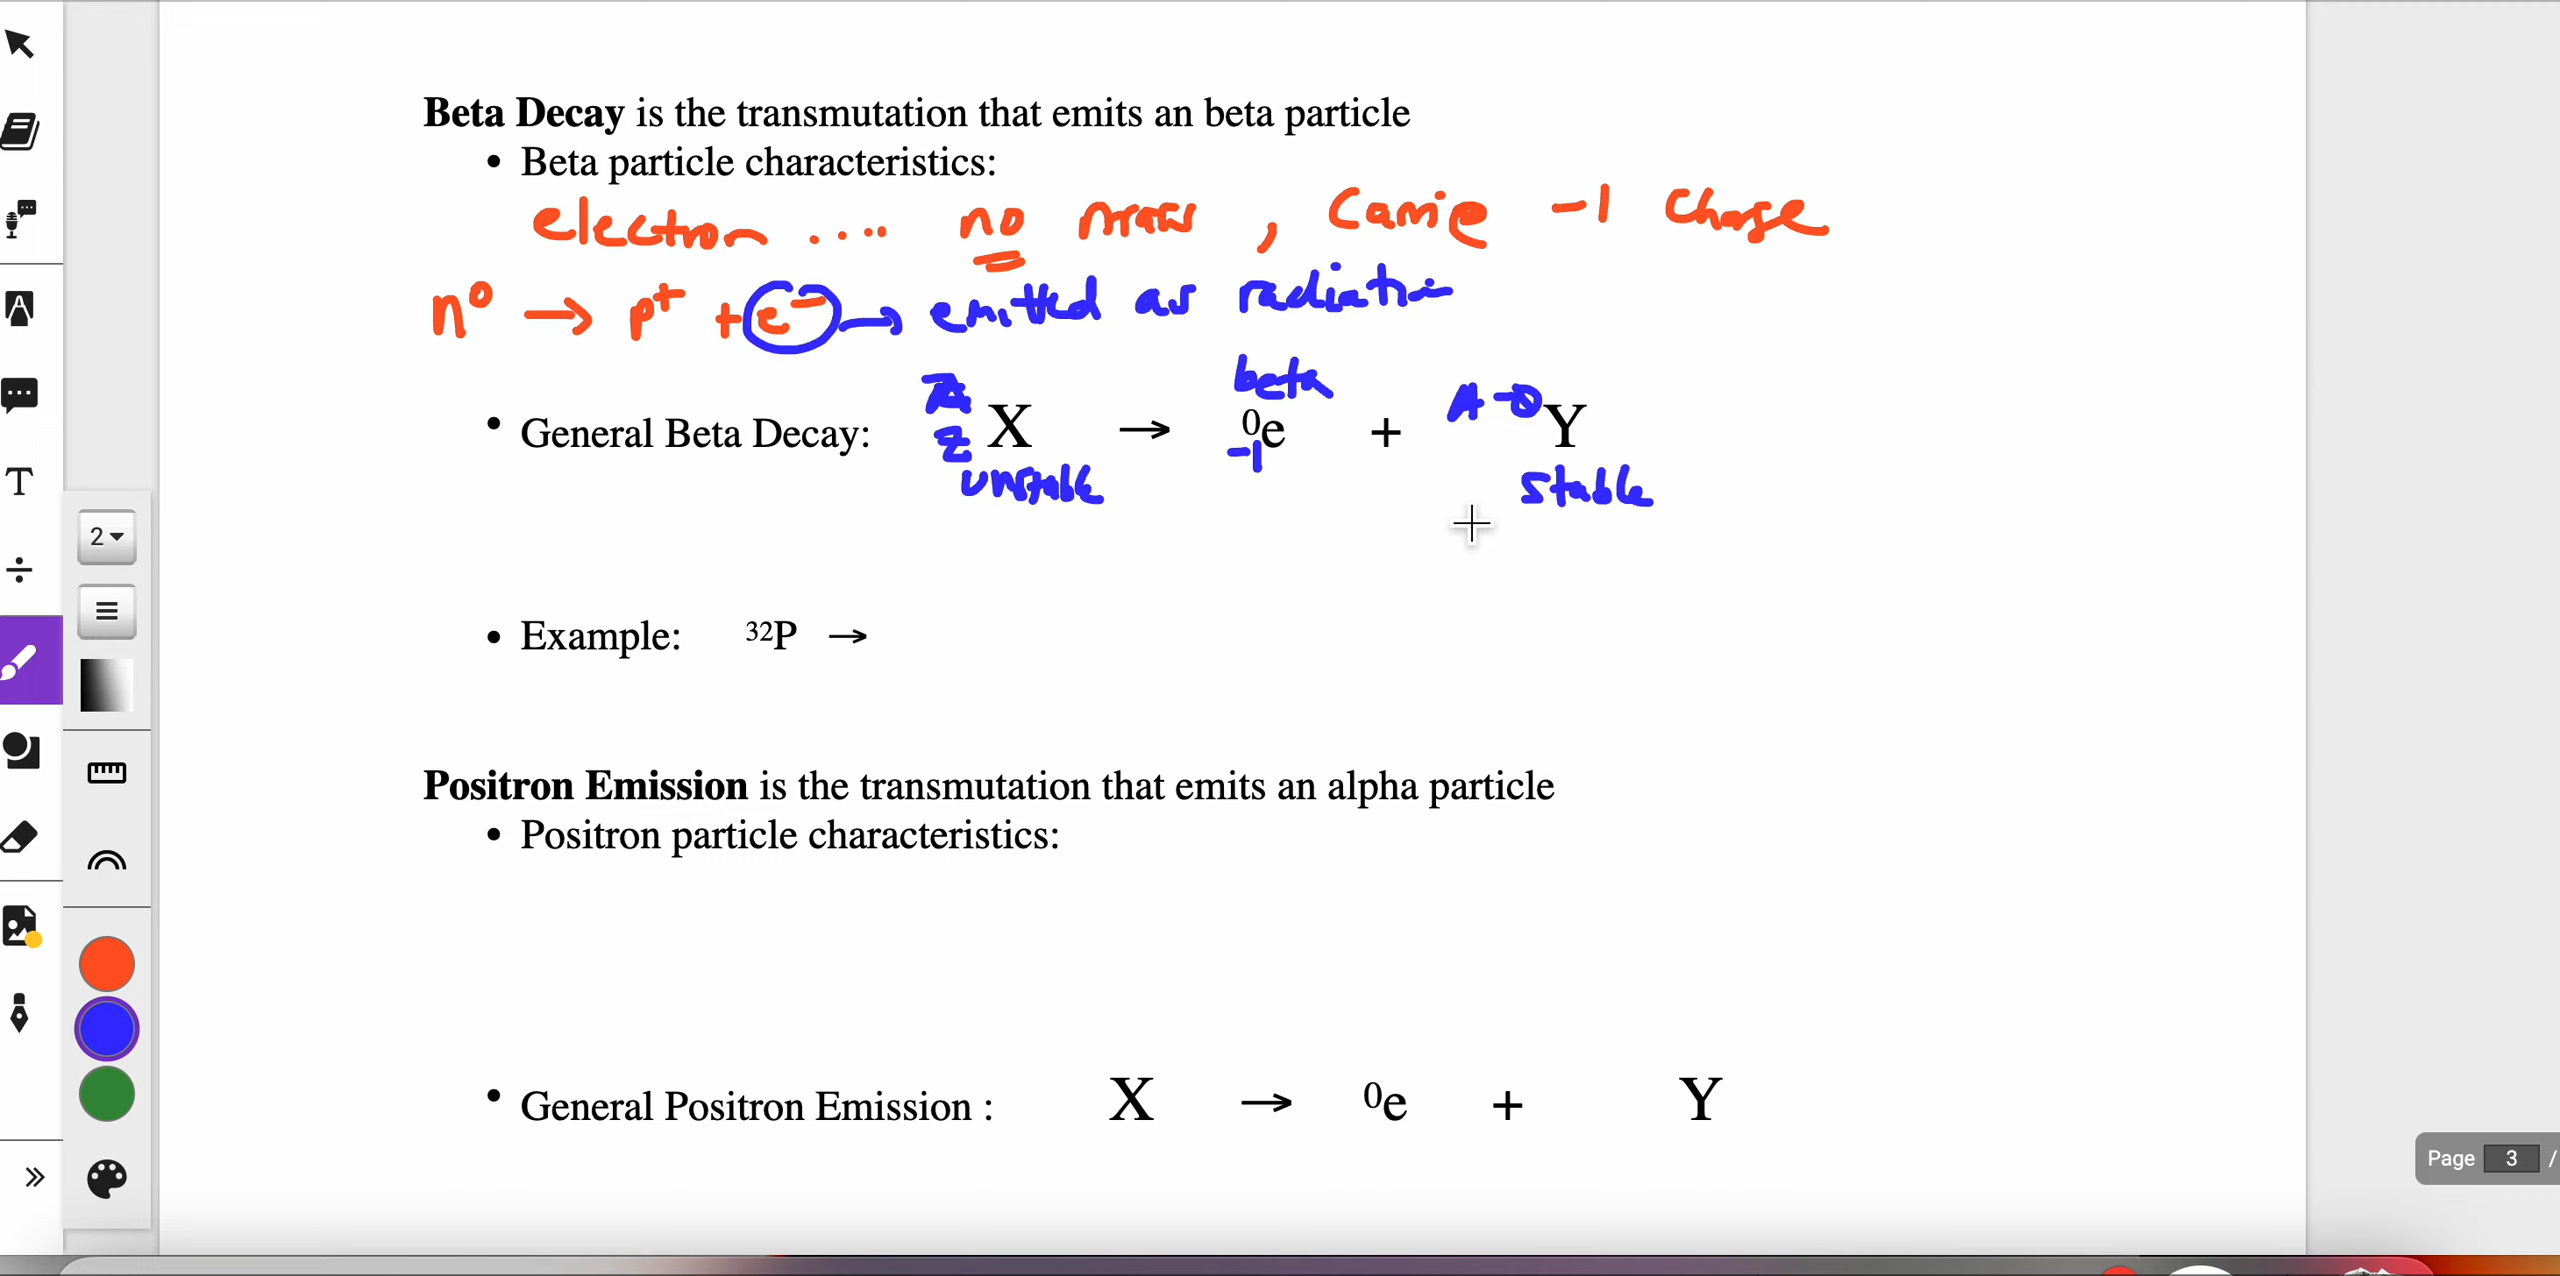 Beta Decay is the transmutation that emits an beta particle
• Beta particle characteristics:
electron .... no mass , carrie -1 charge
n⁰ → p⁺ + e⁻ → emitted as radiation
beta
• General Beta Decay: A Z X → ⁰₋₁e + A-0 Y
unstable stable
• Example: ³²P →
Positron Emission is the transmutation that emits an alpha particle
• Positron particle characteristics:
• General Positron Emission : X → ⁰e + Y
2
T
A
Page 3 /